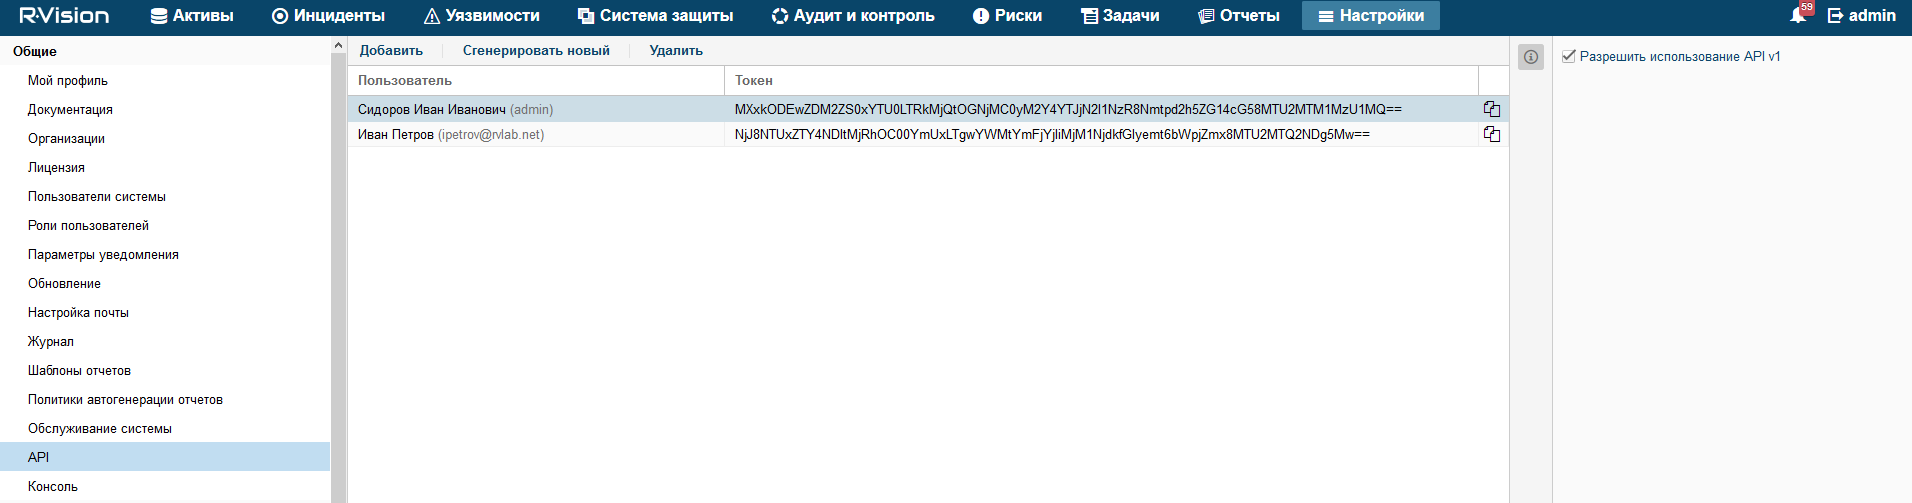 R·Vision Активы Инциденты Уязвимости Система защиты Аудит и контроль Риски Задачи Отчеты Настройки 59 admin
Общие
Мой профиль
Документация
Организации
Лицензия
Пользователи системы
Роли пользователей
Параметры уведомления
Обновление
Настройка почты
Журнал
Шаблоны отчетов
Политики автогенерации отчетов
Обслуживание системы
API
Консоль
Добавить Сгенерировать новый Удалить
Пользователь Токен
Сидоров Иван Иванович (admin) MXxkODEwZDM2ZS0xYTU0LTRkMjQtOGNjMC0yM2Y4YTJjN2I1NzR8Nmtpd2h5ZG14cG58MTU2MTM1MzU1MQ==
Иван Петров (ipetrov@rvlab.net) NjJ8NTUxZTY4NDItMjRhOC00YmUxLTgwYWMtYmFjYjliMjM1NjdkfGlyemt6bWpjZmx8MTU2MTQ2NDg5Mw==
Разрешить использование API v1